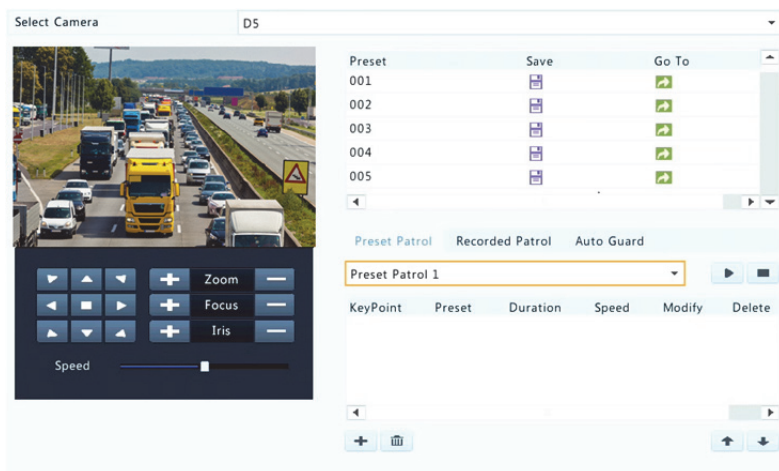 Select Camera D5
Preset Save Go To
001
002
003
004
005
Preset Patrol Recorded Patrol Auto Guard
Preset Patrol 1
KeyPoint Preset Duration Speed Modify Delete
Zoom
Focus
Iris
Speed